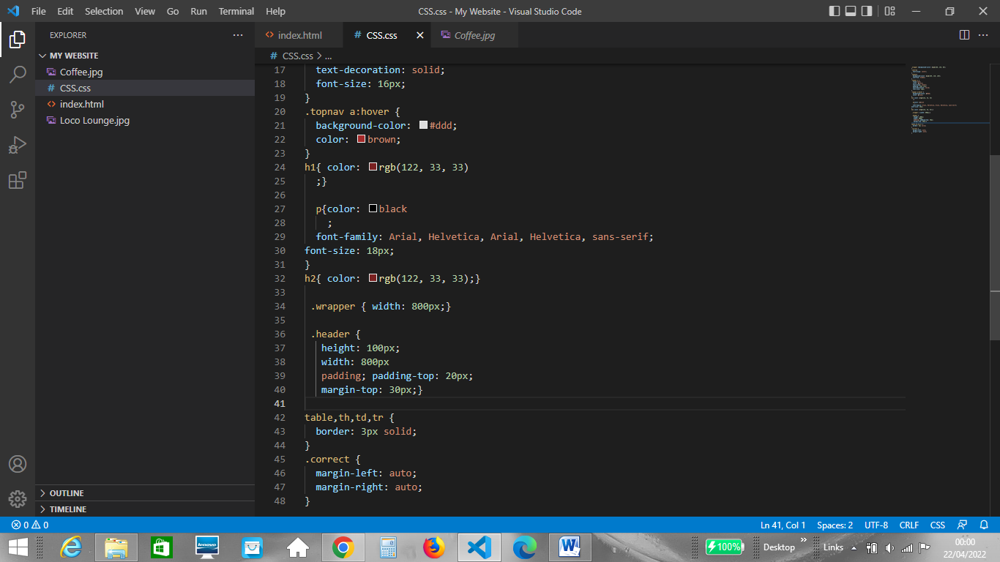 File Edit Selection View Go Run Terminal Help CSS.css - My Website - Visual Studio Code
EXPLORER
MY WEBSITE
Coffee.jpg
# CSS.css
<> index.html
Loco Lounge.jpg
OUTLINE
TIMELINE
<> index.html # CSS.css Coffee.jpg
# CSS.css > ...
17 text-decoration: solid;
18 font-size: 16px;
19 }
20 .topnav a:hover {
21 background-color: #ddd;
22 color: brown;
23 }
24 h1{ color: rgb(122, 33, 33)
25 ;}
26
27 p{color: black
28 ;
29 font-family: Arial, Helvetica, Arial, Helvetica, sans-serif;
30 font-size: 18px;
31 }
32 h2{ color: rgb(122, 33, 33);}
33
34 .wrapper { width: 800px;}
35
36 .header {
37 height: 100px;
38 width: 800px
39 padding; padding-top: 20px;
40 margin-top: 30px;}
41
42 table,th,td,tr {
43 border: 3px solid;
44 }
45 .correct {
46 margin-left: auto;
47 margin-right: auto;
48 }
0 0 Ln 41, Col 1 Spaces: 2 UTF-8 CRLF CSS
lenovo 100% Desktop » Links 00:00
22/04/2022